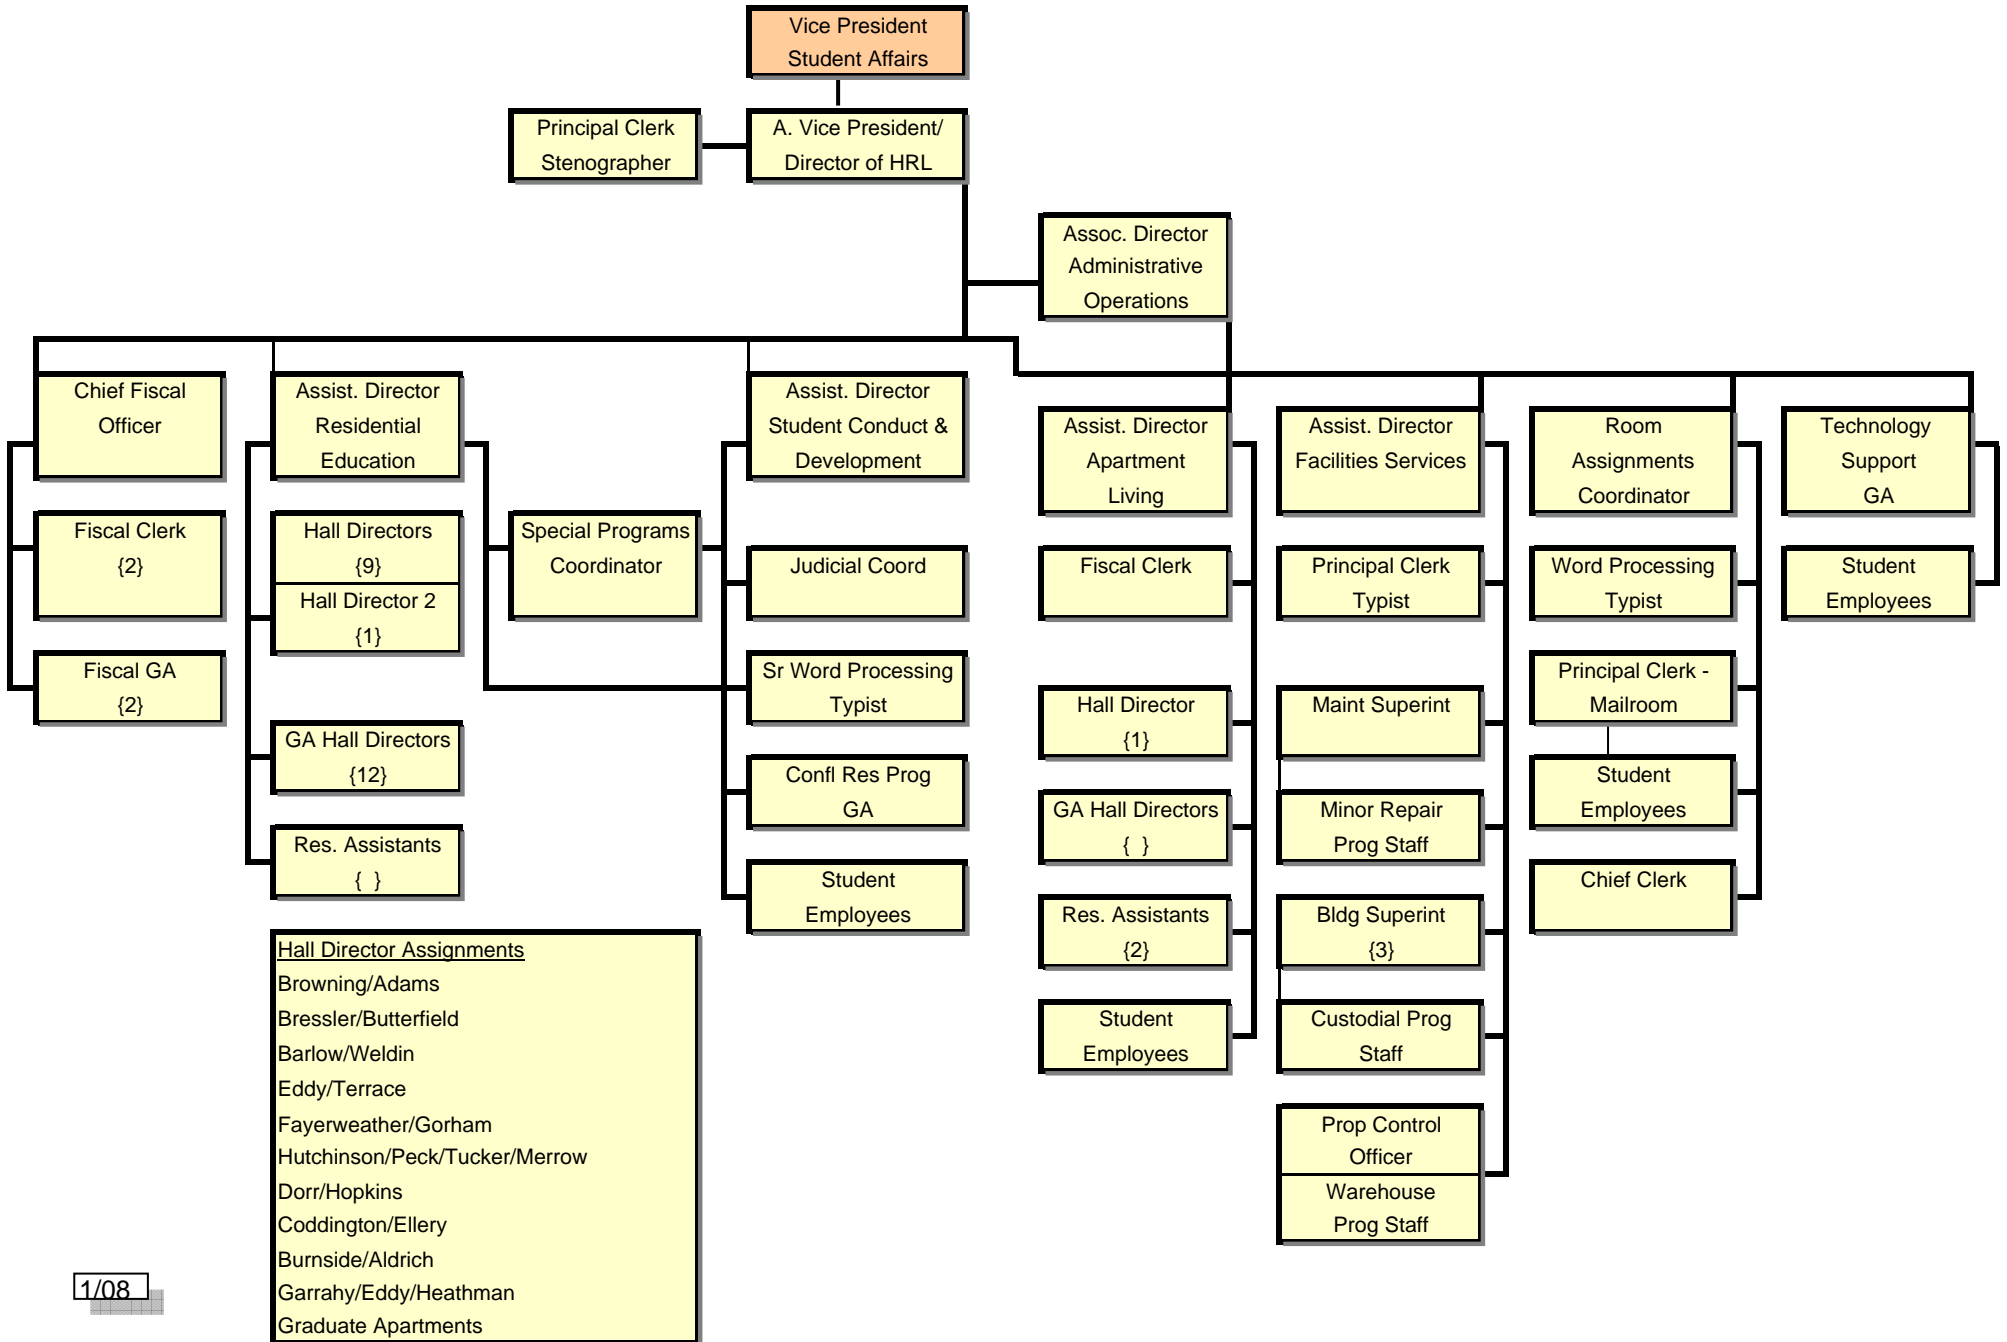 Vice President
Student Affairs
Principal Clerk
Stenographer
A. Vice President/
Director of HRL
Assoc. Director
Administrative
Operations
Chief Fiscal
Officer
Fiscal Clerk
{2}
Fiscal GA
{2}
Assist. Director
Residential
Education
Hall Directors
{9}
Hall Director 2
{1}
GA Hall Directors
{12}
Res. Assistants
{ }
Special Programs
Coordinator
Assist. Director
Student Conduct &
Development
Judicial Coord
Sr Word Processing
Typist
Confl Res Prog
GA
Student
Employees
Assist. Director
Apartment
Living
Fiscal Clerk
Hall Director
{1}
GA Hall Directors
{ }
Res. Assistants
{2}
Student
Employees
Assist. Director
Facilities Services
Principal Clerk
Typist
Maint Superint
Minor Repair
Prog Staff
Bldg Superint
{3}
Custodial Prog
Staff
Prop Control
Officer
Warehouse
Prog Staff
Room
Assignments
Coordinator
Word Processing
Typist
Principal Clerk -
Mailroom
Student
Employees
Chief Clerk
Technology
Support
GA
Student
Employees
Hall Director Assignments
Browning/Adams
Bressler/Butterfield
Barlow/Weldin
Eddy/Terrace
Fayerweather/Gorham
Hutchinson/Peck/Tucker/Merrow
Dorr/Hopkins
Coddington/Ellery
Burnside/Aldrich
Garrahy/Eddy/Heathman
Graduate Apartments
1/08